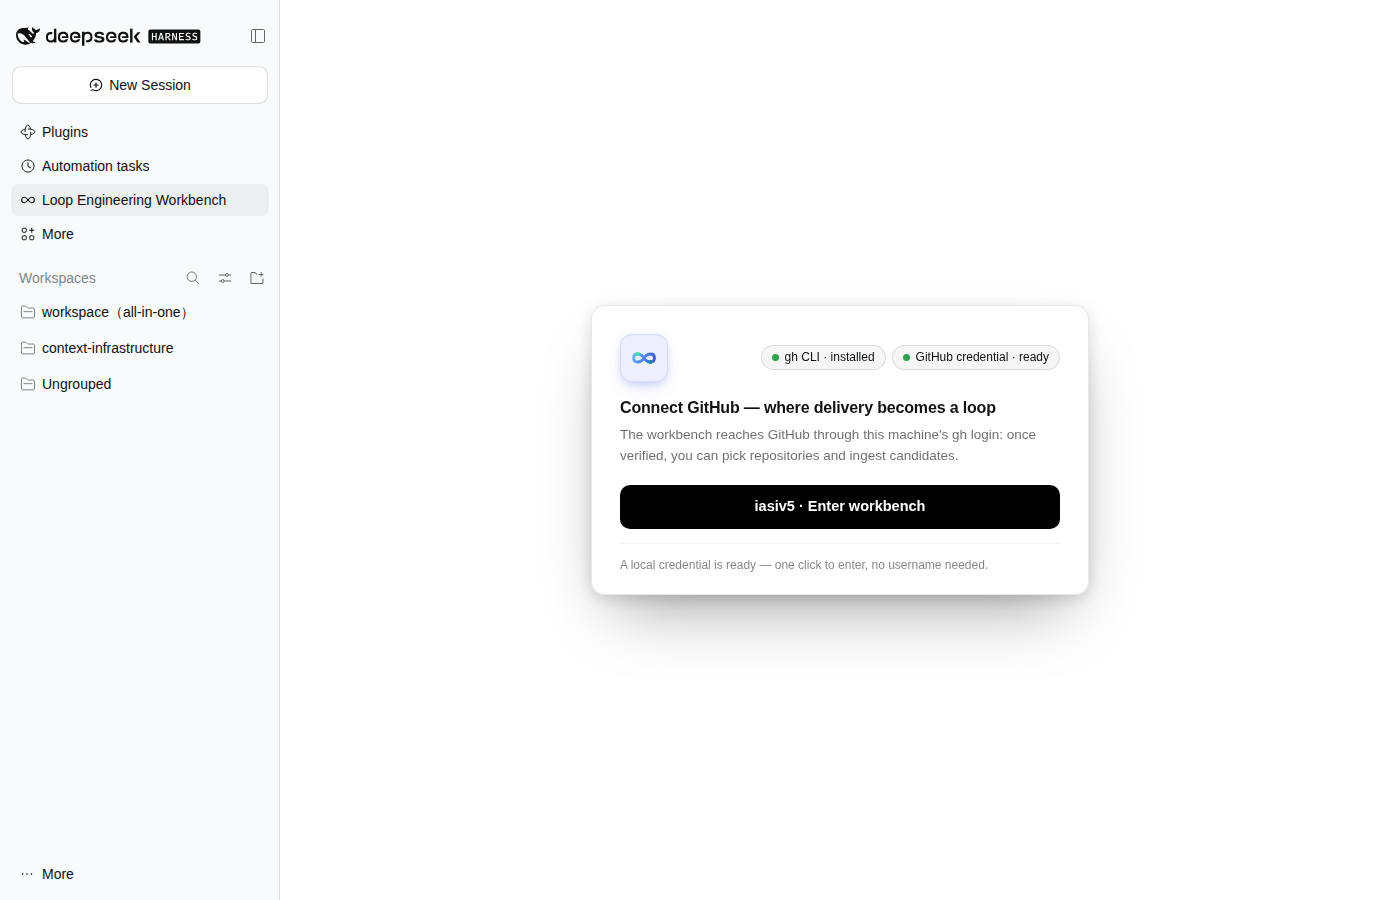 deepseek HARNESS
New Session
Plugins
Automation tasks
Loop Engineering Workbench
More
Workspaces
workspace（all-in-one）
context-infrastructure
Ungrouped
More
gh CLI · installed
GitHub credential · ready
Connect GitHub — where delivery becomes a loop
The workbench reaches GitHub through this machine's gh login: once
verified, you can pick repositories and ingest candidates.
iasiv5 · Enter workbench
A local credential is ready — one click to enter, no username needed.